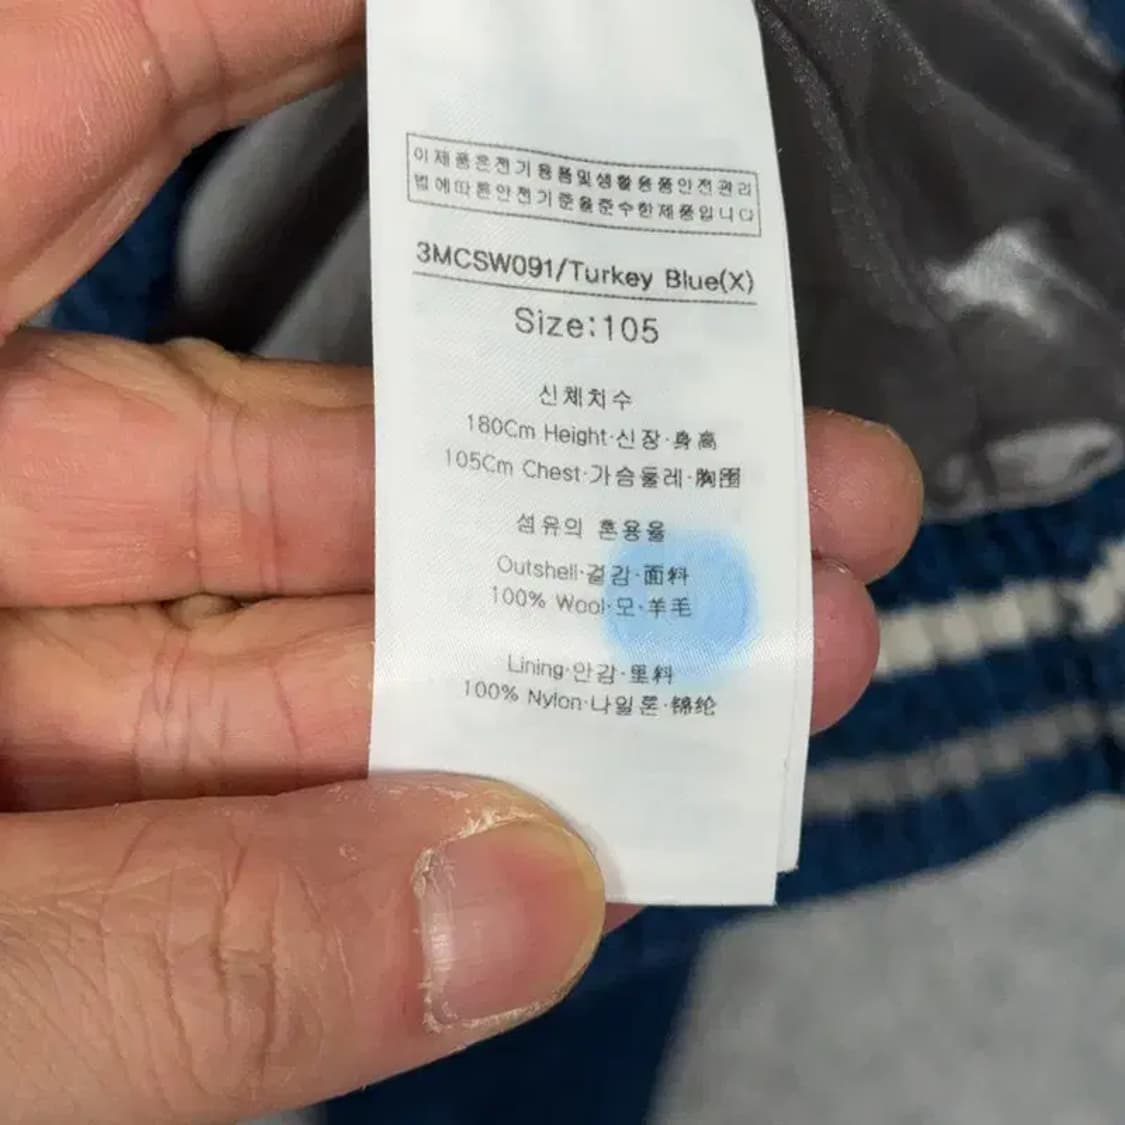 이제품은전기용품및생활용품안전관리
법에따른안전기준을준수한제품입니다
3MCSW091/Turkey Blue(X)
Size:105
신체치수
180Cm Height·신장·身高
105Cm Chest·가슴둘레·胸围
섬유의 혼용율
Outshell·겉감·面料
100% Wool·모·羊毛
Lining·안감·里料
100% Nylon·나일론·锦纶